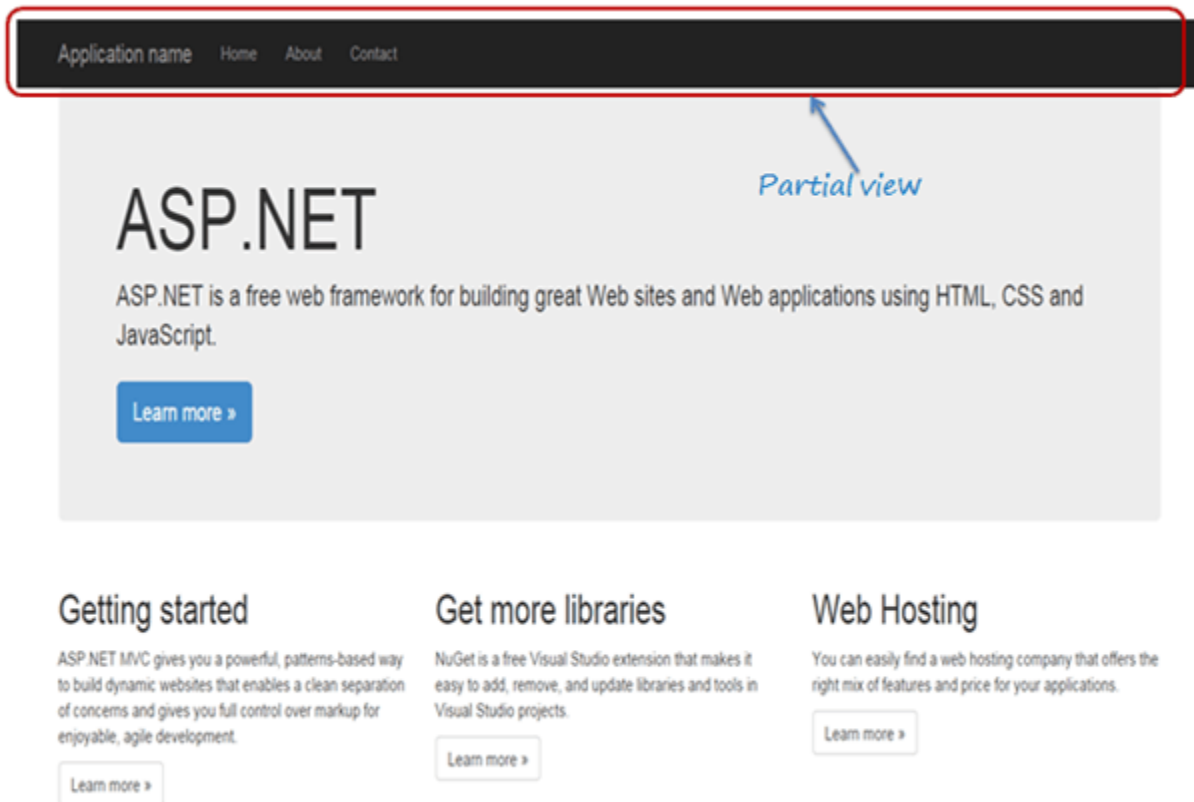 Application name Home About Contact
Partial view
ASP.NET
ASP.NET is a free web framework for building great Web sites and Web applications using HTML, CSS and
JavaScript.
Learn more »
Getting started
ASP.NET MVC gives you a powerful, patterns-based way
to build dynamic websites that enables a clean separation
of concerns and gives you full control over markup for
enjoyable, agile development.
Learn more »
Get more libraries
NuGet is a free Visual Studio extension that makes it
easy to add, remove, and update libraries and tools in
Visual Studio projects.
Learn more »
Web Hosting
You can easily find a web hosting company that offers the
right mix of features and price for your applications.
Learn more »